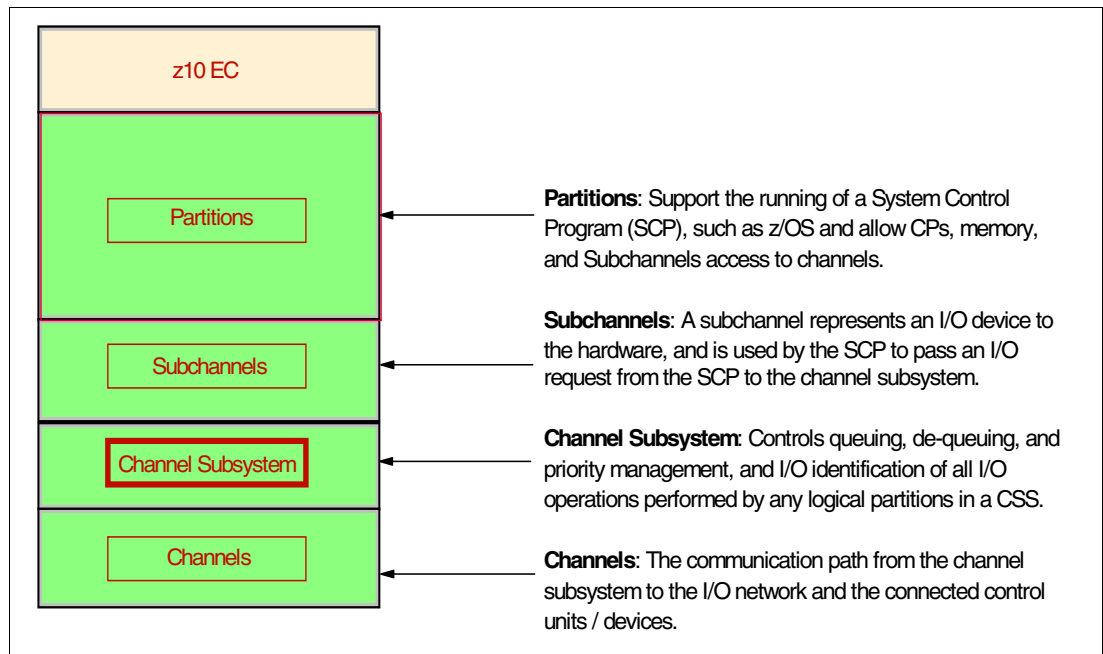 z10 EC
Partitions
Partitions: Support the running of a System Control
Program (SCP), such as z/OS and allow CPs, memory,
and Subchannels access to channels.
Subchannels
Subchannels: A subchannel represents an I/O device to
the hardware, and is used by the SCP to pass an I/O
request from the SCP to the channel subsystem.
Channel Subsystem
Channel Subsystem: Controls queuing, de-queuing, and
priority management, and I/O identification of all I/O
operations performed by any logical partitions in a CSS.
Channels
Channels: The communication path from the channel
subsystem to the I/O network and the connected control
units / devices.